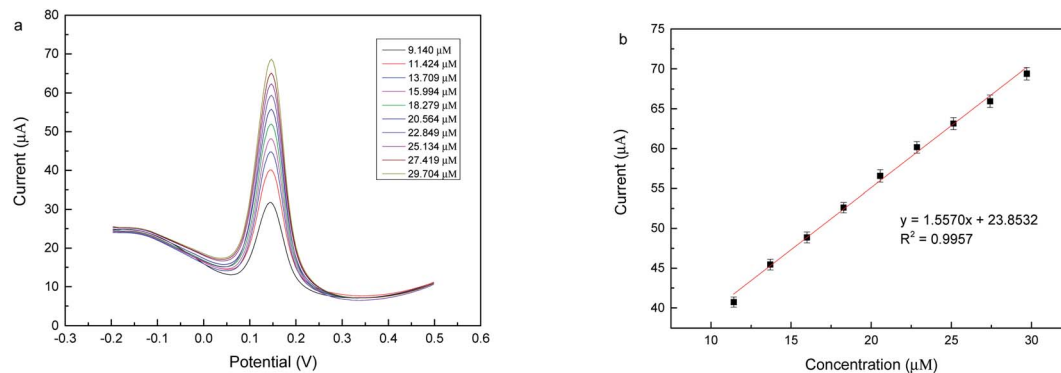 a
80
70
60
50
40
30
20
10
0
Current (μA)
-0.3 -0.2 -0.1 0.0 0.1 0.2 0.3 0.4 0.5 0.6
Potential (V)
9.140 μM
11.424 μM
13.709 μM
15.994 μM
18.279 μM
20.564 μM
22.849 μM
25.134 μM
27.419 μM
29.704 μM
b
75
70
65
60
55
50
45
40
Current (μA)
y = 1.5570x + 23.8532
R² = 0.9957
10 15 20 25 30
Concentration (μM)